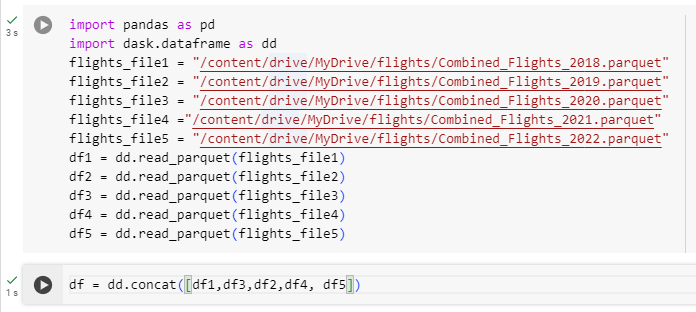 3 s
import pandas as pd
import dask.dataframe as dd
flights_file1 = "/content/drive/MyDrive/flights/Combined_Flights_2018.parquet"
flights_file2 = "/content/drive/MyDrive/flights/Combined_Flights_2019.parquet"
flights_file3 = "/content/drive/MyDrive/flights/Combined_Flights_2020.parquet"
flights_file4 ="/content/drive/MyDrive/flights/Combined_Flights_2021.parquet"
flights_file5 = "/content/drive/MyDrive/flights/Combined_Flights_2022.parquet"
df1 = dd.read_parquet(flights_file1)
df2 = dd.read_parquet(flights_file2)
df3 = dd.read_parquet(flights_file3)
df4 = dd.read_parquet(flights_file4)
df5 = dd.read_parquet(flights_file5)
1 s
df = dd.concat([df1,df3,df2,df4, df5])